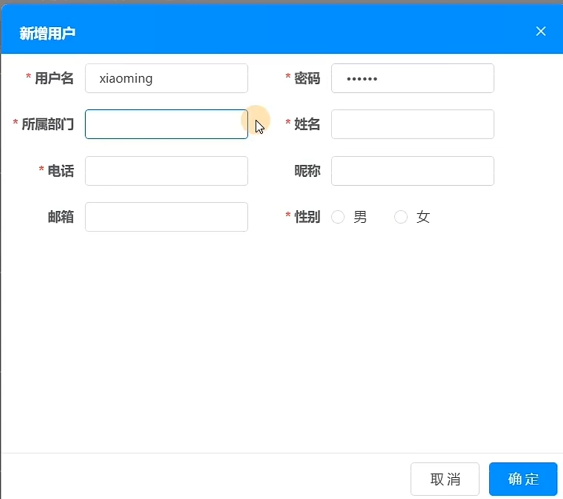 新增用户
* 用户名 xiaoming * 密码 ••••••
* 所属部门 * 姓名
* 电话 昵称
邮箱 * 性别 男 女
取消 确定